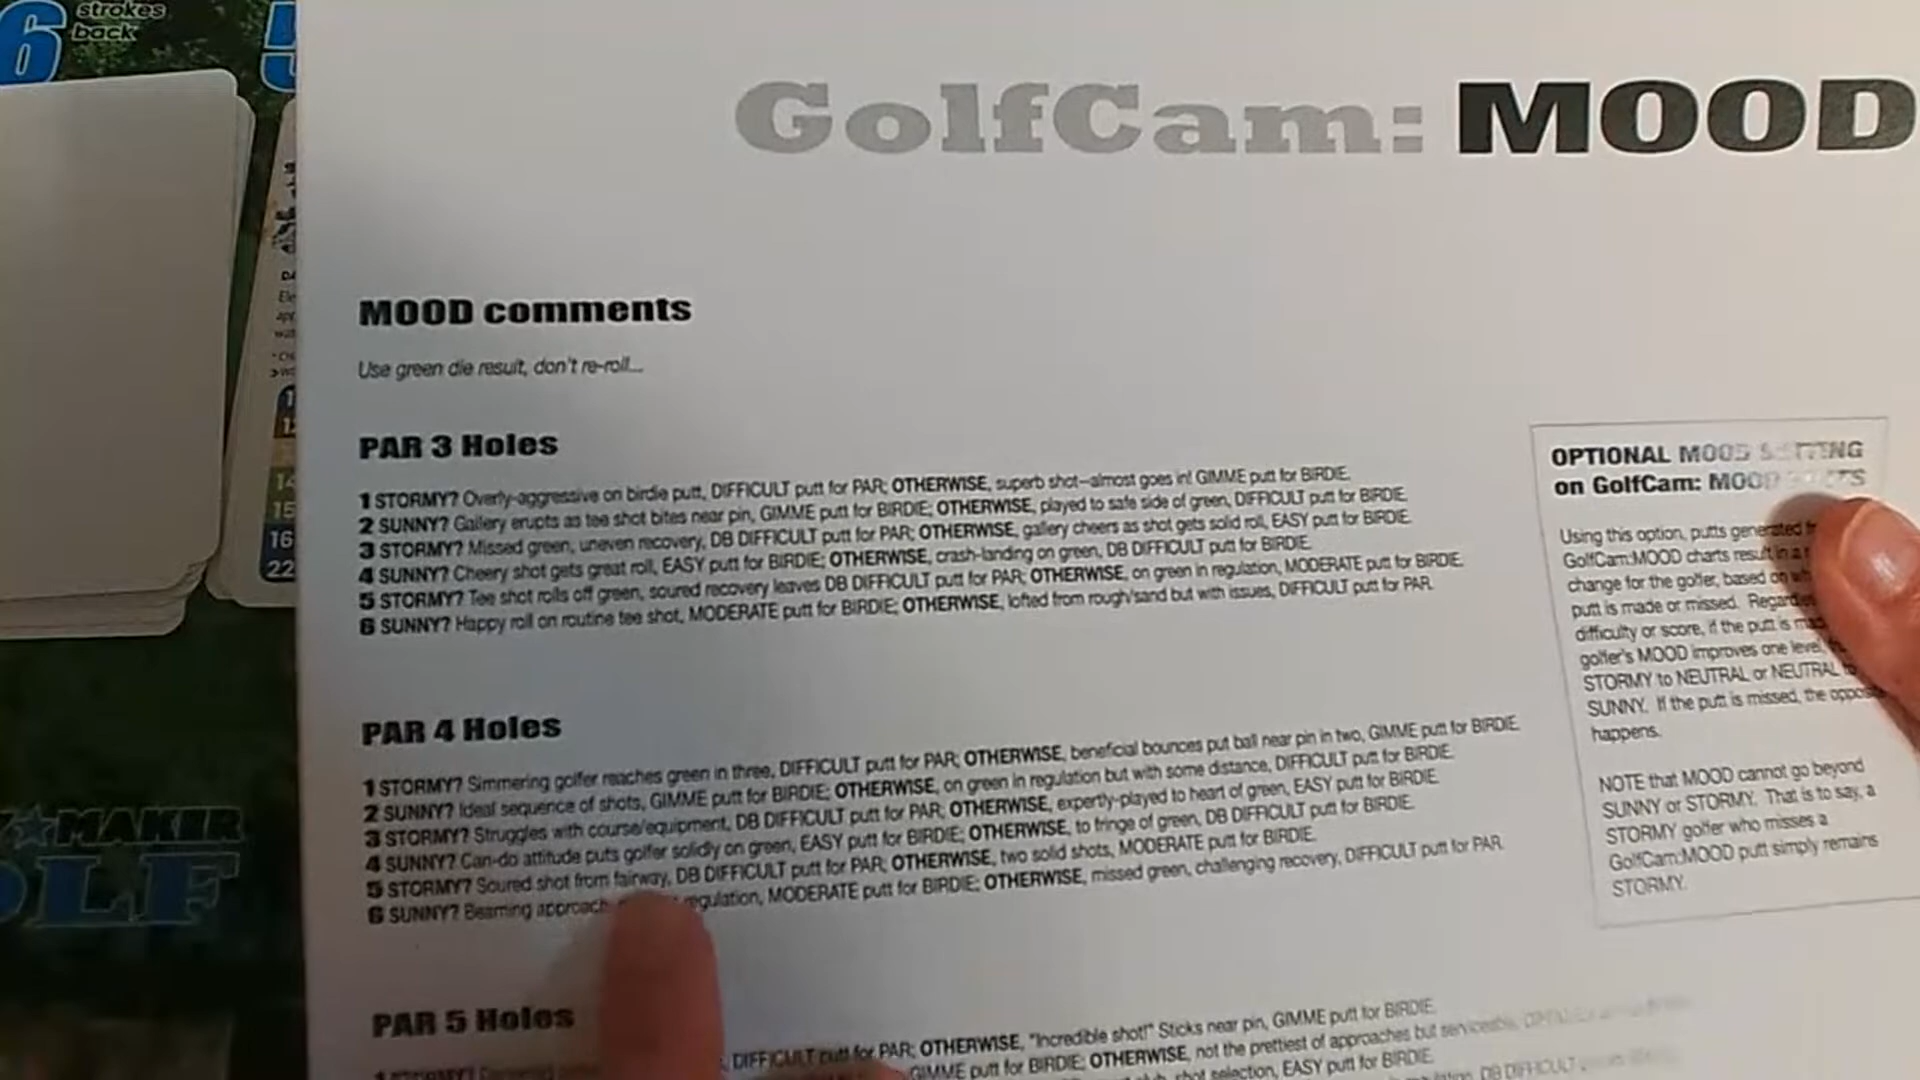 6 strokes
back
5
GolfCam: MOOD
MOOD comments
Use green die result, don't re-roll...
PAR 3 Holes
1 STORMY? Overly-aggressive on birdie putt, DIFFICULT putt for PAR; OTHERWISE, superb shot--almost goes in! GIMME putt for BIRDIE.
2 SUNNY? Gallery erupts as tee shot bites near pin, GIMME putt for BIRDIE; OTHERWISE, played to safe side of green, DIFFICULT putt for BIRDIE.
3 STORMY? Missed green, uneven recovery, DB DIFFICULT putt for PAR; OTHERWISE, gallery cheers as shot gets solid roll, EASY putt for BIRDIE.
4 SUNNY? Cheery shot gets great roll, EASY putt for BIRDIE; OTHERWISE, crash-landing on green, DB DIFFICULT putt for BIRDIE.
5 STORMY? Tee shot rolls off green, soured recovery leaves DB DIFFICULT putt for PAR; OTHERWISE, on green in regulation, MODERATE putt for BIRDIE.
6 SUNNY? Happy roll on routine tee shot, MODERATE putt for BIRDIE; OTHERWISE, lofted from rough/sand but with issues, DIFFICULT putt for PAR.
PAR 4 Holes
1 STORMY? Simmering golfer reaches green in three, DIFFICULT putt for PAR; OTHERWISE, beneficial bounces put ball near pin in two, GIMME putt for BIRDIE.
2 SUNNY? Ideal sequence of shots, GIMME putt for BIRDIE; OTHERWISE, on green in regulation but with some distance, DIFFICULT putt for BIRDIE.
3 STORMY? Struggles with course/equipment, DB DIFFICULT putt for PAR; OTHERWISE, expertly-played to heart of green, EASY putt for BIRDIE.
4 SUNNY? Can-do attitude puts golfer solidly on green, EASY putt for BIRDIE; OTHERWISE, to fringe of green, DB DIFFICULT putt for BIRDIE.
5 STORMY? Soured shot from fairway, DB DIFFICULT putt for PAR; OTHERWISE, two solid shots, MODERATE putt for BIRDIE.
6 SUNNY? Beaming approach regulation, MODERATE putt for BIRDIE; OTHERWISE, missed green, challenging recovery, DIFFICULT putt for PAR.
PAR 5 Holes
DIFFICULT putt for PAR; OTHERWISE, "Incredible shot!" Sticks near pin, GIMME putt for BIRDIE.
GIMME putt for BIRDIE; OTHERWISE, not the prettiest of approaches but
shot selection, EASY putt for BIRDIE.
OPTIONAL MOOD SETTING
on GolfCam: MOOD
Using this option, putts generated
GolfCam:MOOD charts result in a
change for the golfer, based on
putt is made or missed.
difficulty or score, if the putt is
golfer's MOOD improves one level,
STORMY to NEUTRAL or NEUTRAL to
SUNNY. If the putt is missed, the
happens.
NOTE that MOOD cannot go beyond
SUNNY or STORMY. That is to say, a
STORMY golfer who misses a
GolfCam:MOOD putt simply remains
STORMY.
14
15
16
22
MAKER